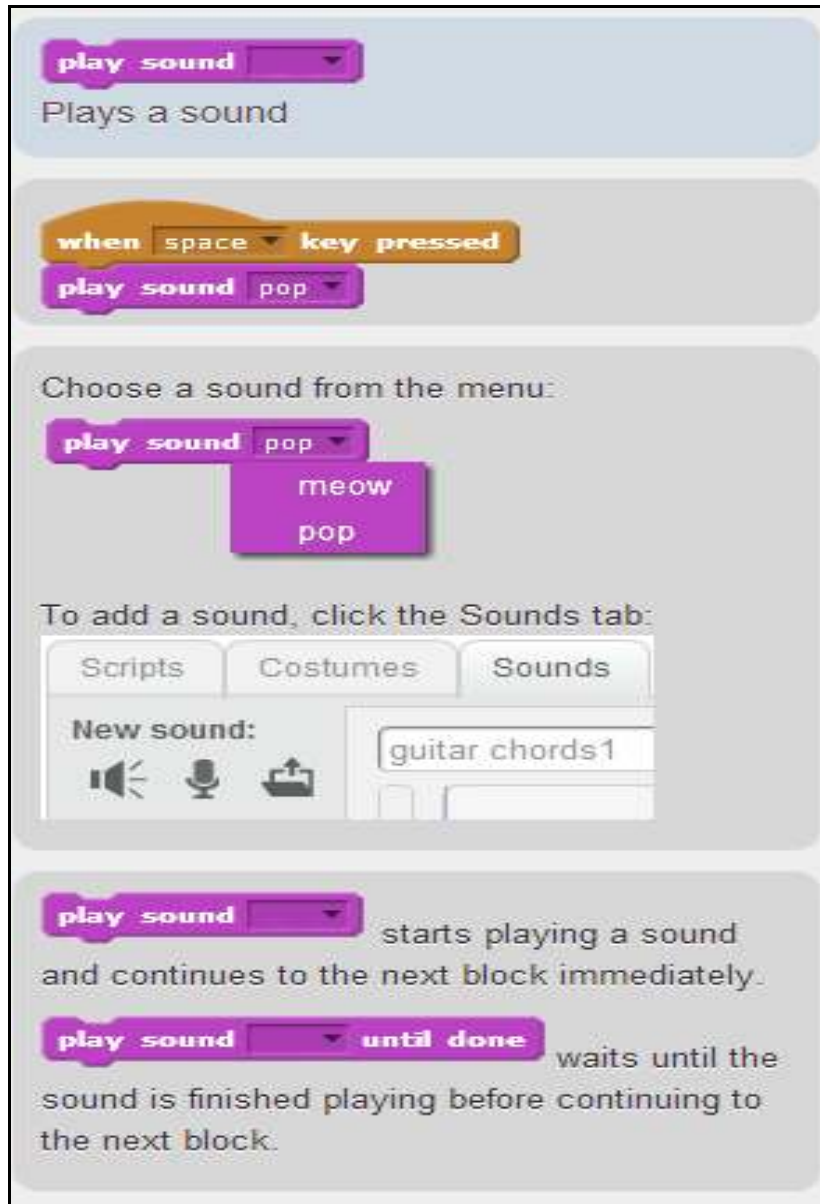 play sound
Plays a sound
when space key pressed
play sound pop
Choose a sound from the menu:
play sound pop
meow
pop
To add a sound, click the Sounds tab:
Scripts Costumes Sounds
New sound:
guitar chords1
play sound starts playing a sound
and continues to the next block immediately.
play sound until done waits until the
sound is finished playing before continuing to
the next block.